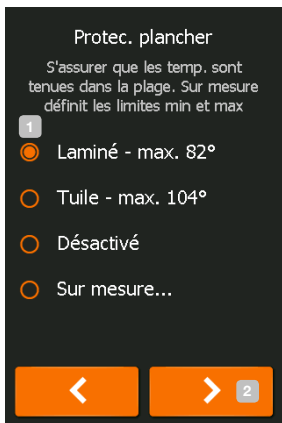 Protec. plancher
S'assurer que les temp. sont
tenues dans la plage. Sur mesure
définit les limites min et max
1
Laminé - max. 82°
Tuile - max. 104°
Désactivé
Sur mesure...
2